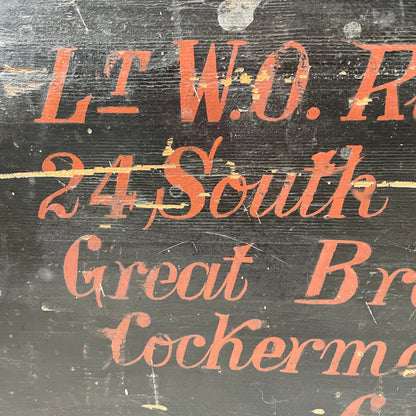 Lᵀ W.O. R
24, South
Great Br
Cockerm